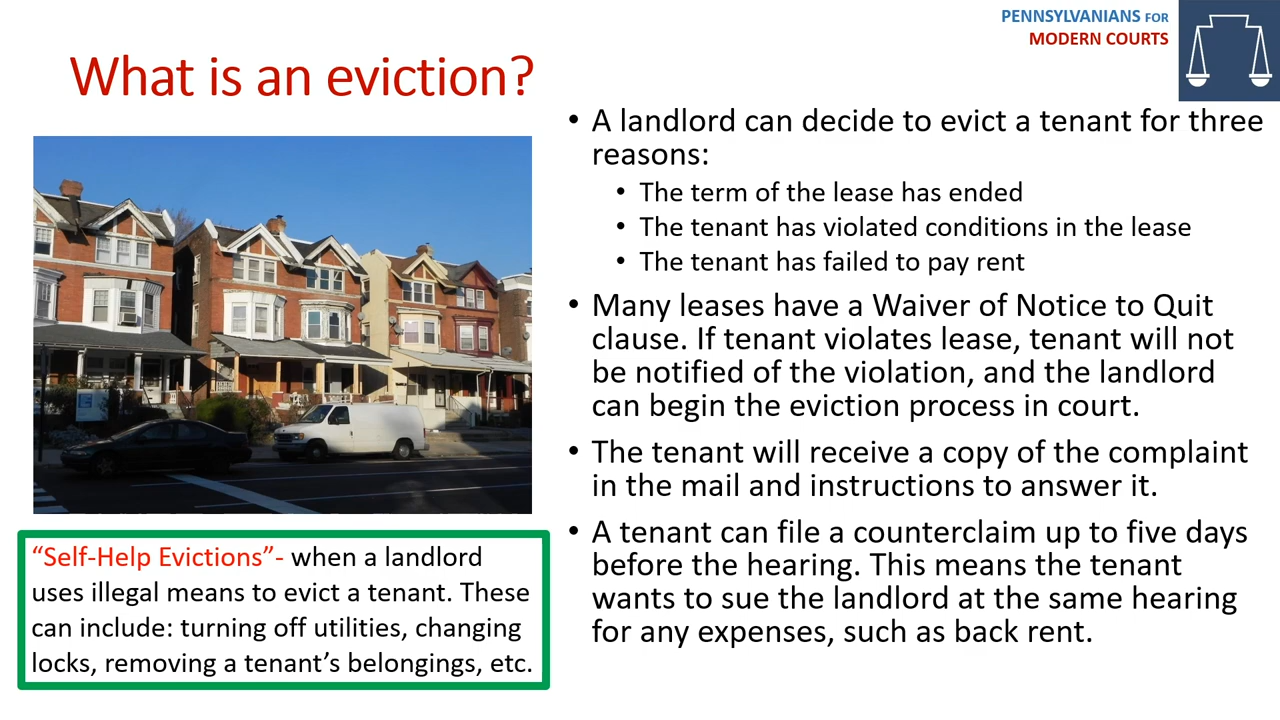 PENNSYLVANIANS FOR
MODERN COURTS
What is an eviction?
• A landlord can decide to evict a tenant for three
reasons:
• The term of the lease has ended
• The tenant has violated conditions in the lease
• The tenant has failed to pay rent
• Many leases have a Waiver of Notice to Quit
clause. If tenant violates lease, tenant will not
be notified of the violation, and the landlord
can begin the eviction process in court.
• The tenant will receive a copy of the complaint
in the mail and instructions to answer it.
• A tenant can file a counterclaim up to five days
before the hearing. This means the tenant
wants to sue the landlord at the same hearing
for any expenses, such as back rent.
“Self-Help Evictions”- when a landlord
uses illegal means to evict a tenant. These
can include: turning off utilities, changing
locks, removing a tenant’s belongings, etc.